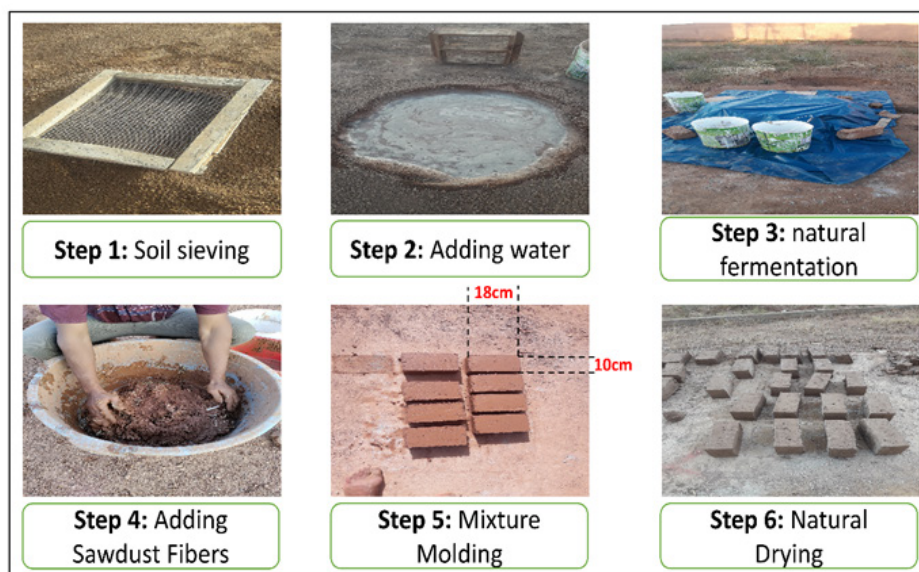 Step 1: Soil sieving
Step 2: Adding water
Step 3: natural
fermentation
18cm
10cm
Step 4: Adding
Sawdust Fibers
Step 5: Mixture
Molding
Step 6: Natural
Drying